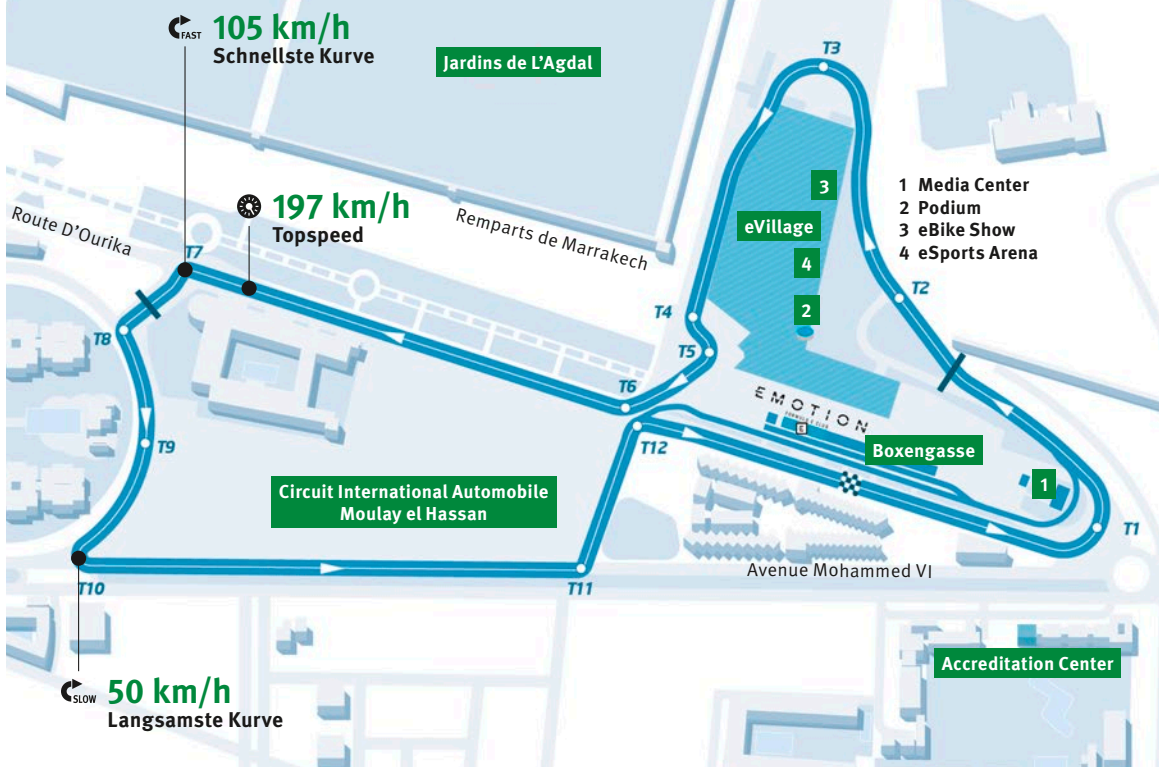 FAST 105 km/h
Schnellste Kurve
Jardins de L'Agdal
T3
1 Media Center
2 Podium
3 eBike Show
4 eSports Arena
3
eVillage
4
2
197 km/h
Topspeed
Remparts de Marrakech
Route D'Ourika
T7
T8
T9
T2
T4
T5
T6
T12
EMOTION
FORMULA E CLUB
E
Boxengasse
1
T1
Circuit International Automobile
Moulay el Hassan
Avenue Mohammed VI
T10
T11
SLOW 50 km/h
Langsamste Kurve
Accreditation Center